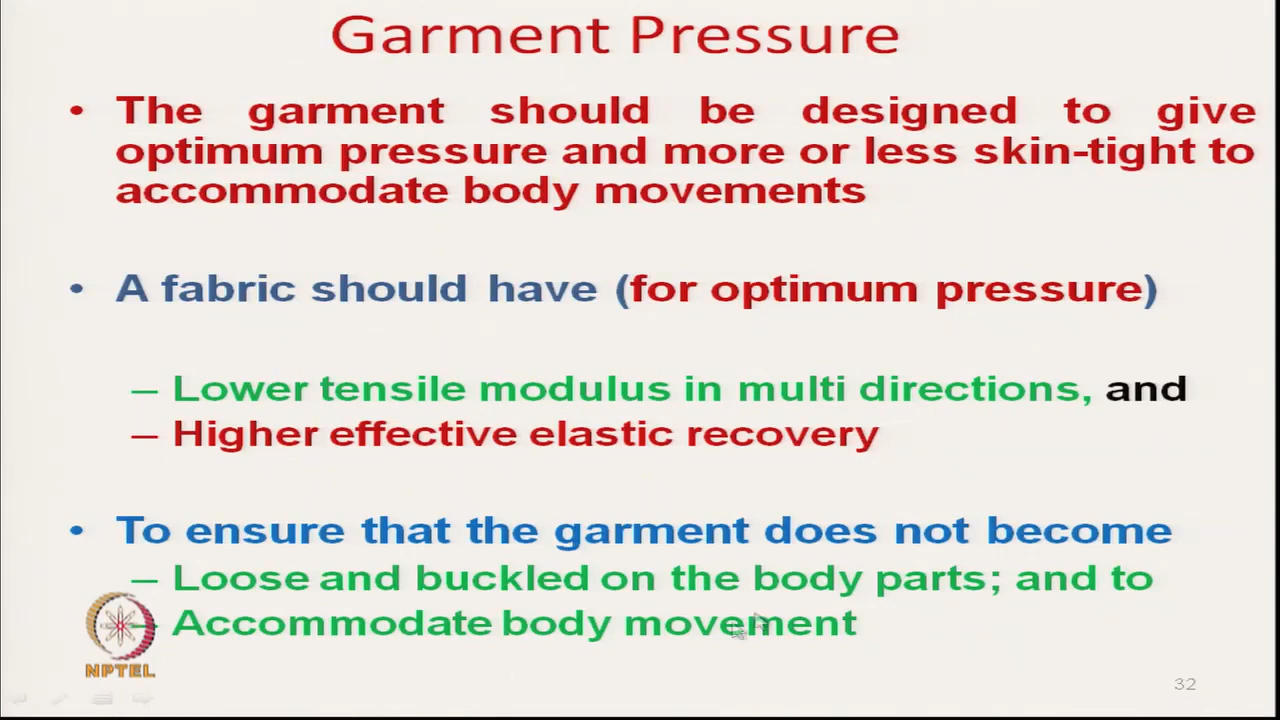 Garment Pressure
• The garment should be designed to give
optimum pressure and more or less skin-tight to
accommodate body movements
• A fabric should have (for optimum pressure)
– Lower tensile modulus in multi directions, and
– Higher effective elastic recovery
• To ensure that the garment does not become
– Loose and buckled on the body parts; and to
– Accommodate body movement
NPTEL
32